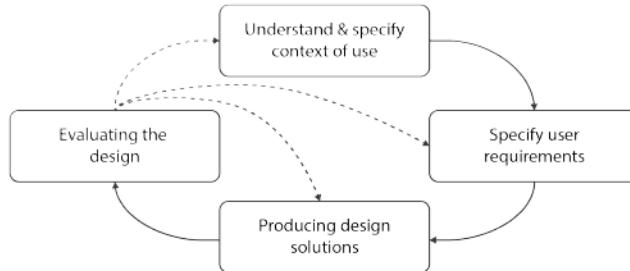 Understand & specify
context of use
Evaluating the
design
Specify user
requirements
Producing design
solutions